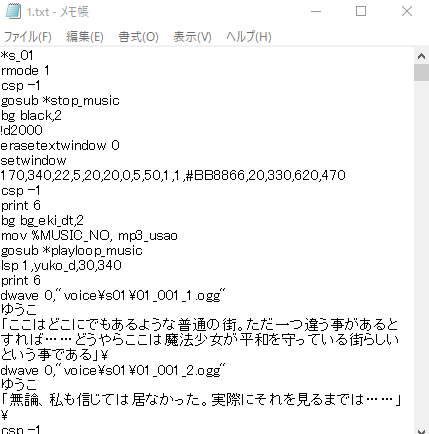 1.txt - メモ帳
ファイル(F) 編集(E) 書式(O) 表示(V) ヘルプ(H)
*s_01
rmode 1
csp -1
gosub *stop_music
bg black,2
!d2000
erasetextwindow 0
setwindow
170,340,22,5,20,20,0,5,50,1,1,#BB8866,20,330,620,470
csp -1
print 6
bg bg_eki_dt,2
mov %MUSIC_NO, mp3_usao
gosub *playloop_music
lsp 1,yuko_d,30,340
print 6
dwave 0,"voice¥s01¥01_001_1.ogg"
ゆうこ
「ここはどこにでもあるような普通の街。ただ一つ違う事があると
すれば……どうやらここは魔法少女が平和を守っている街らしい
という事である」¥
dwave 0,"voice¥s01¥01_001_2.ogg"
ゆうこ
「無論、私も信じては居なかった。実際にそれを見るまでは……」
¥
csp -1